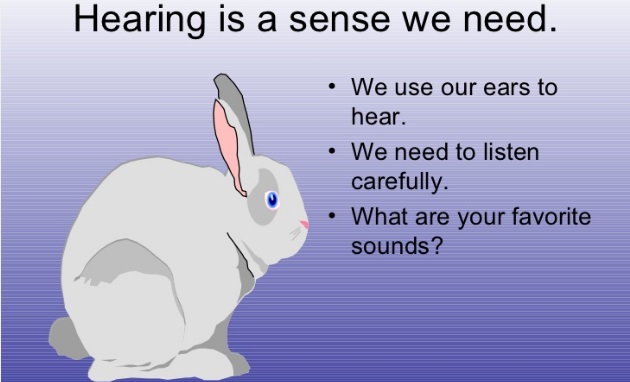 Hearing is a sense we need.
• We use our ears to
hear.
• We need to listen
carefully.
• What are your favorite
sounds?